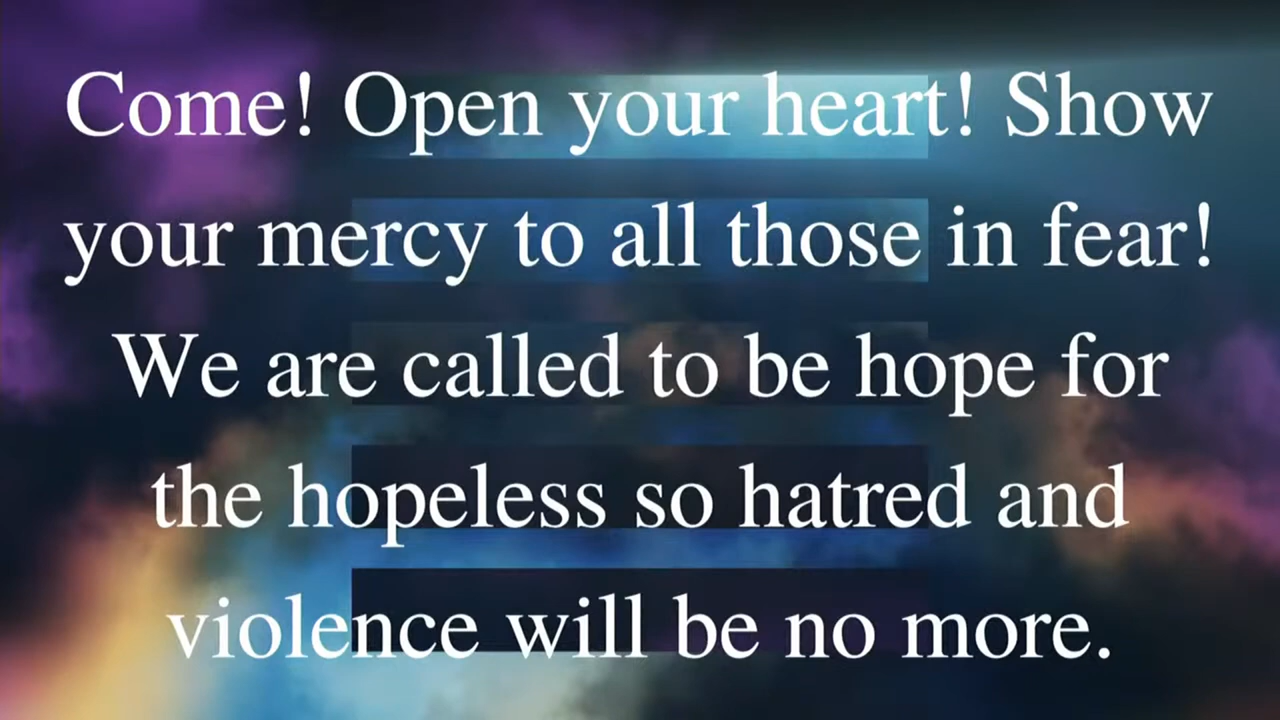 Come! Open your heart! Show
your mercy to all those in fear!
We are called to be hope for
the hopeless so hatred and
violence will be no more.